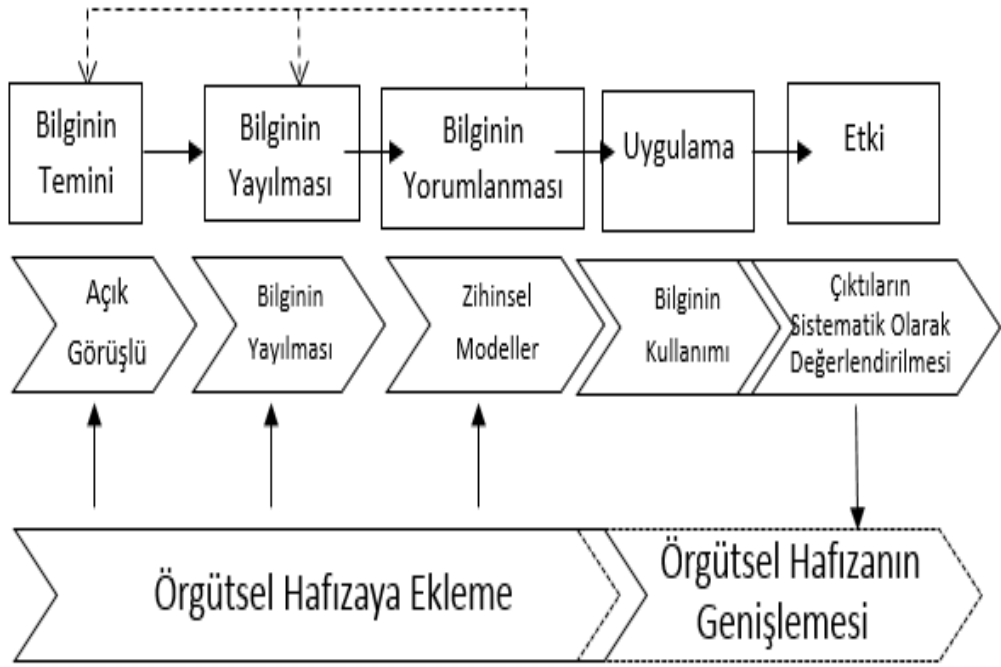 Bilginin
Temini
Bilginin
Yayılması
Bilginin
Yorumlanması
Uygulama
Etki
Açık
Görüşlü
Bilginin
Yayılması
Zihinsel
Modeller
Bilginin
Kullanımı
Çıktıların
Sistematik Olarak
Değerlendirilmesi
Örgütsel Hafızaya Ekleme
Örgütsel Hafızanın
Genişlemesi